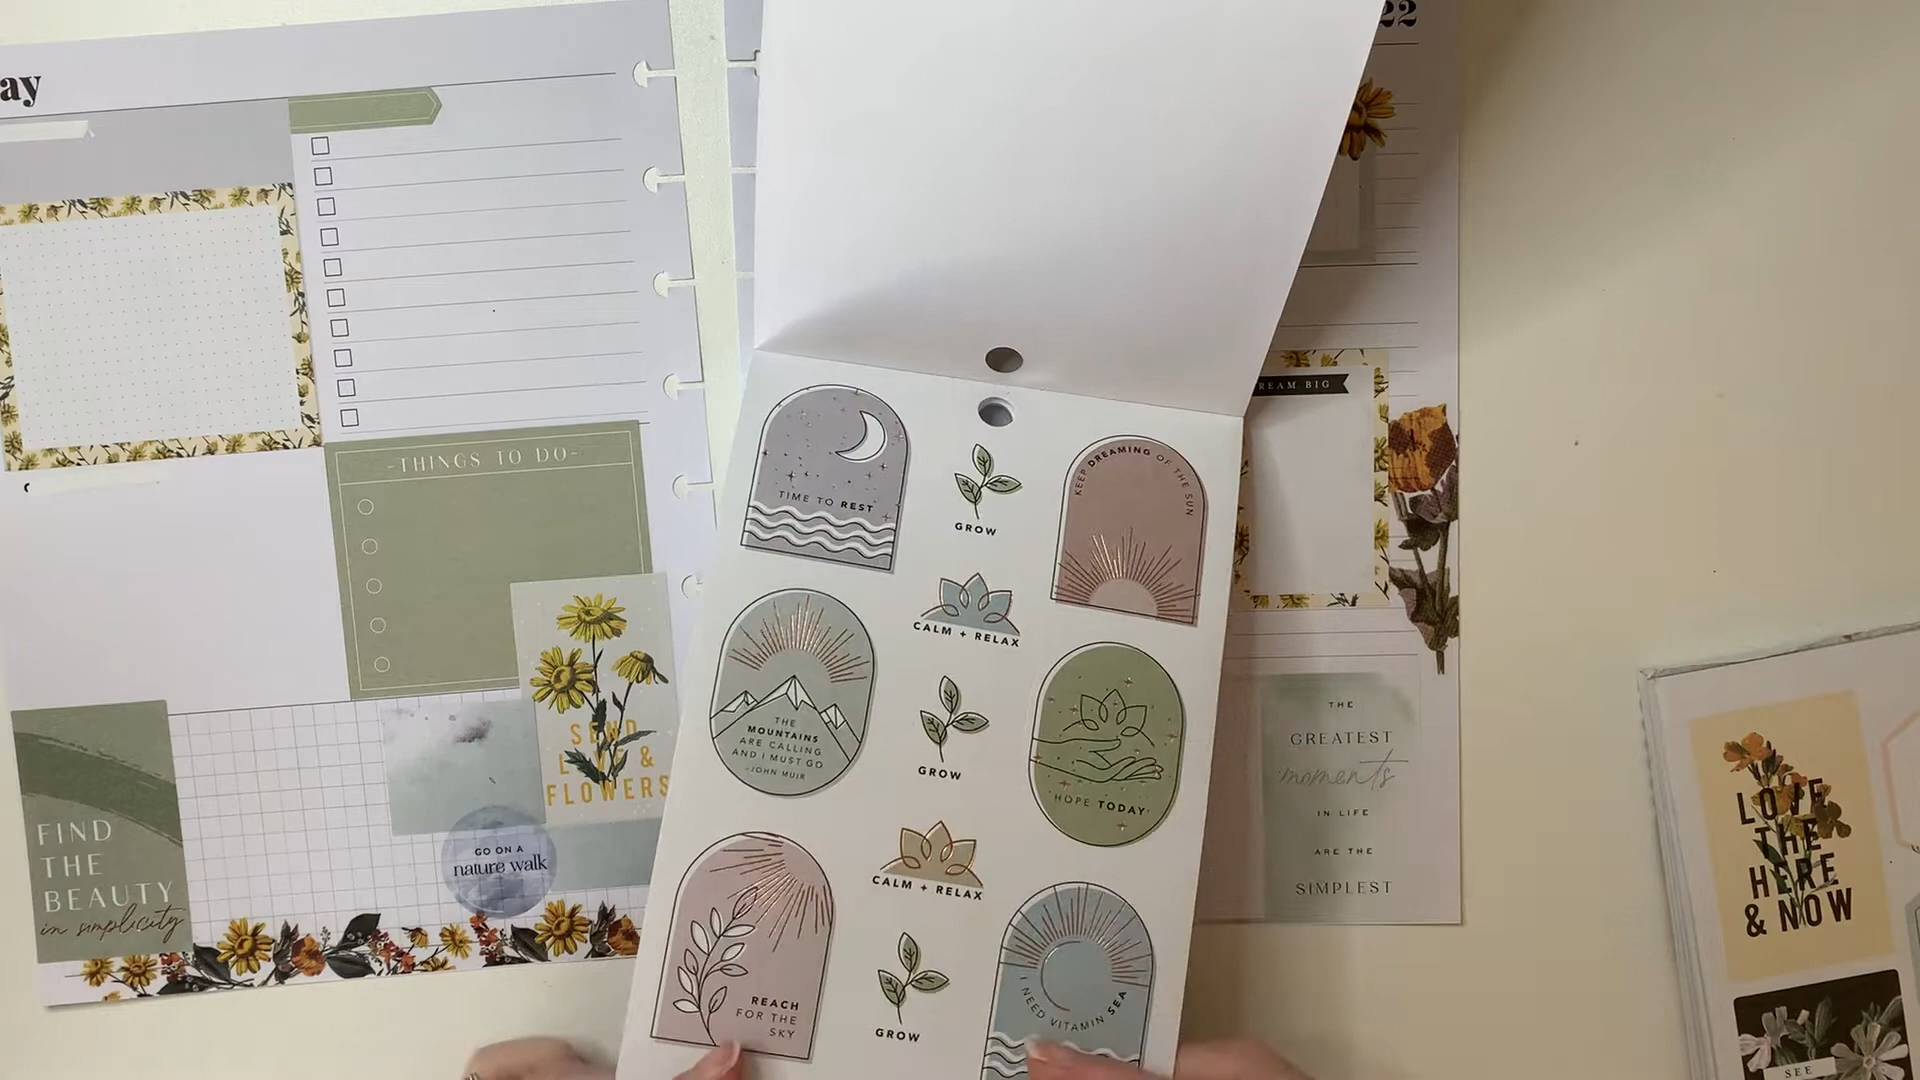 ay
22
-THINGS TO DO-
SEND
FLOWERS
GO ON A
nature walk
FIND
THE
BEAUTY
in simplicity
TIME TO REST
GROW
KEEP DREAMING OF THE SUN
CALM + RELAX
THE
MOUNTAINS
ARE CALLING
AND I MUST GO
-JOHN MUIR
GROW
HOPE TODAY
CALM + RELAX
REACH
FOR THE
SKY
GROW
I NEED VITAMIN SEA
REAM BIG
THE
GREATEST
moments
IN LIFE
ARE THE
SIMPLEST
LOVE
THE
HERE
& NOW
SEE